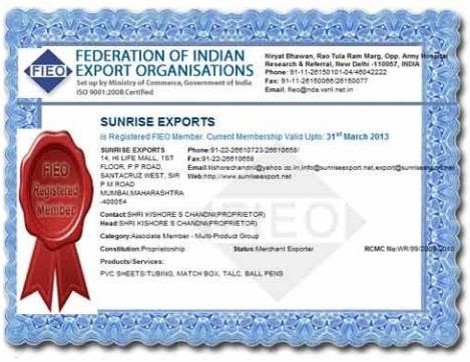 FIEO
FEDERATION OF INDIAN
EXPORT ORGANISATIONS
Set up by Ministry of Commerce, Government of India
ISO 9001:2008 Certified
Niryat Bhawan, Rao Tula Ram Marg, Opp. Army Hospital
Research & Referral, New Delhi -110057, INDIA
Phone: 91-11-26150101-04/46042222
Fax: 91-11-26150066/26150077
Email: fieo@nda.vsnl.net.in
SUNRISE EXPORTS
is Registered FIEO Member. Current Membership Valid Upto: 31st March 2013
SUNRISE EXPORTS
14, HI LIFE MALL, 1ST
FLOOR, P P ROAD,
SANTACRUZ WEST, SIR
P M ROAD
MUMBAI,MAHARASHTRA
-400054
Phone:91-22-26610723/26610658/
Fax:91-22-26610658
Email:kishorechandni@yahoo.co.in,info@sunriseexport.net,export@sunriseexport.net
Web:http://www.sunriseexport.net
FIEO
Registered
Member
Contact:SHRI KISHORE S CHANDNI(PROPRIETOR)
Head:SHRI KISHORE S CHANDNI(PROPRIETOR)
Category:Associate Member - Multi-Product Group
Constitution:Proprietorship Status:Merchant Exporter RCMC No:WR/99/2009-2010
Products/Services:
PVC SHEETS/TUBING, MATCH BOX, TALC, BALL PENS
FIEO